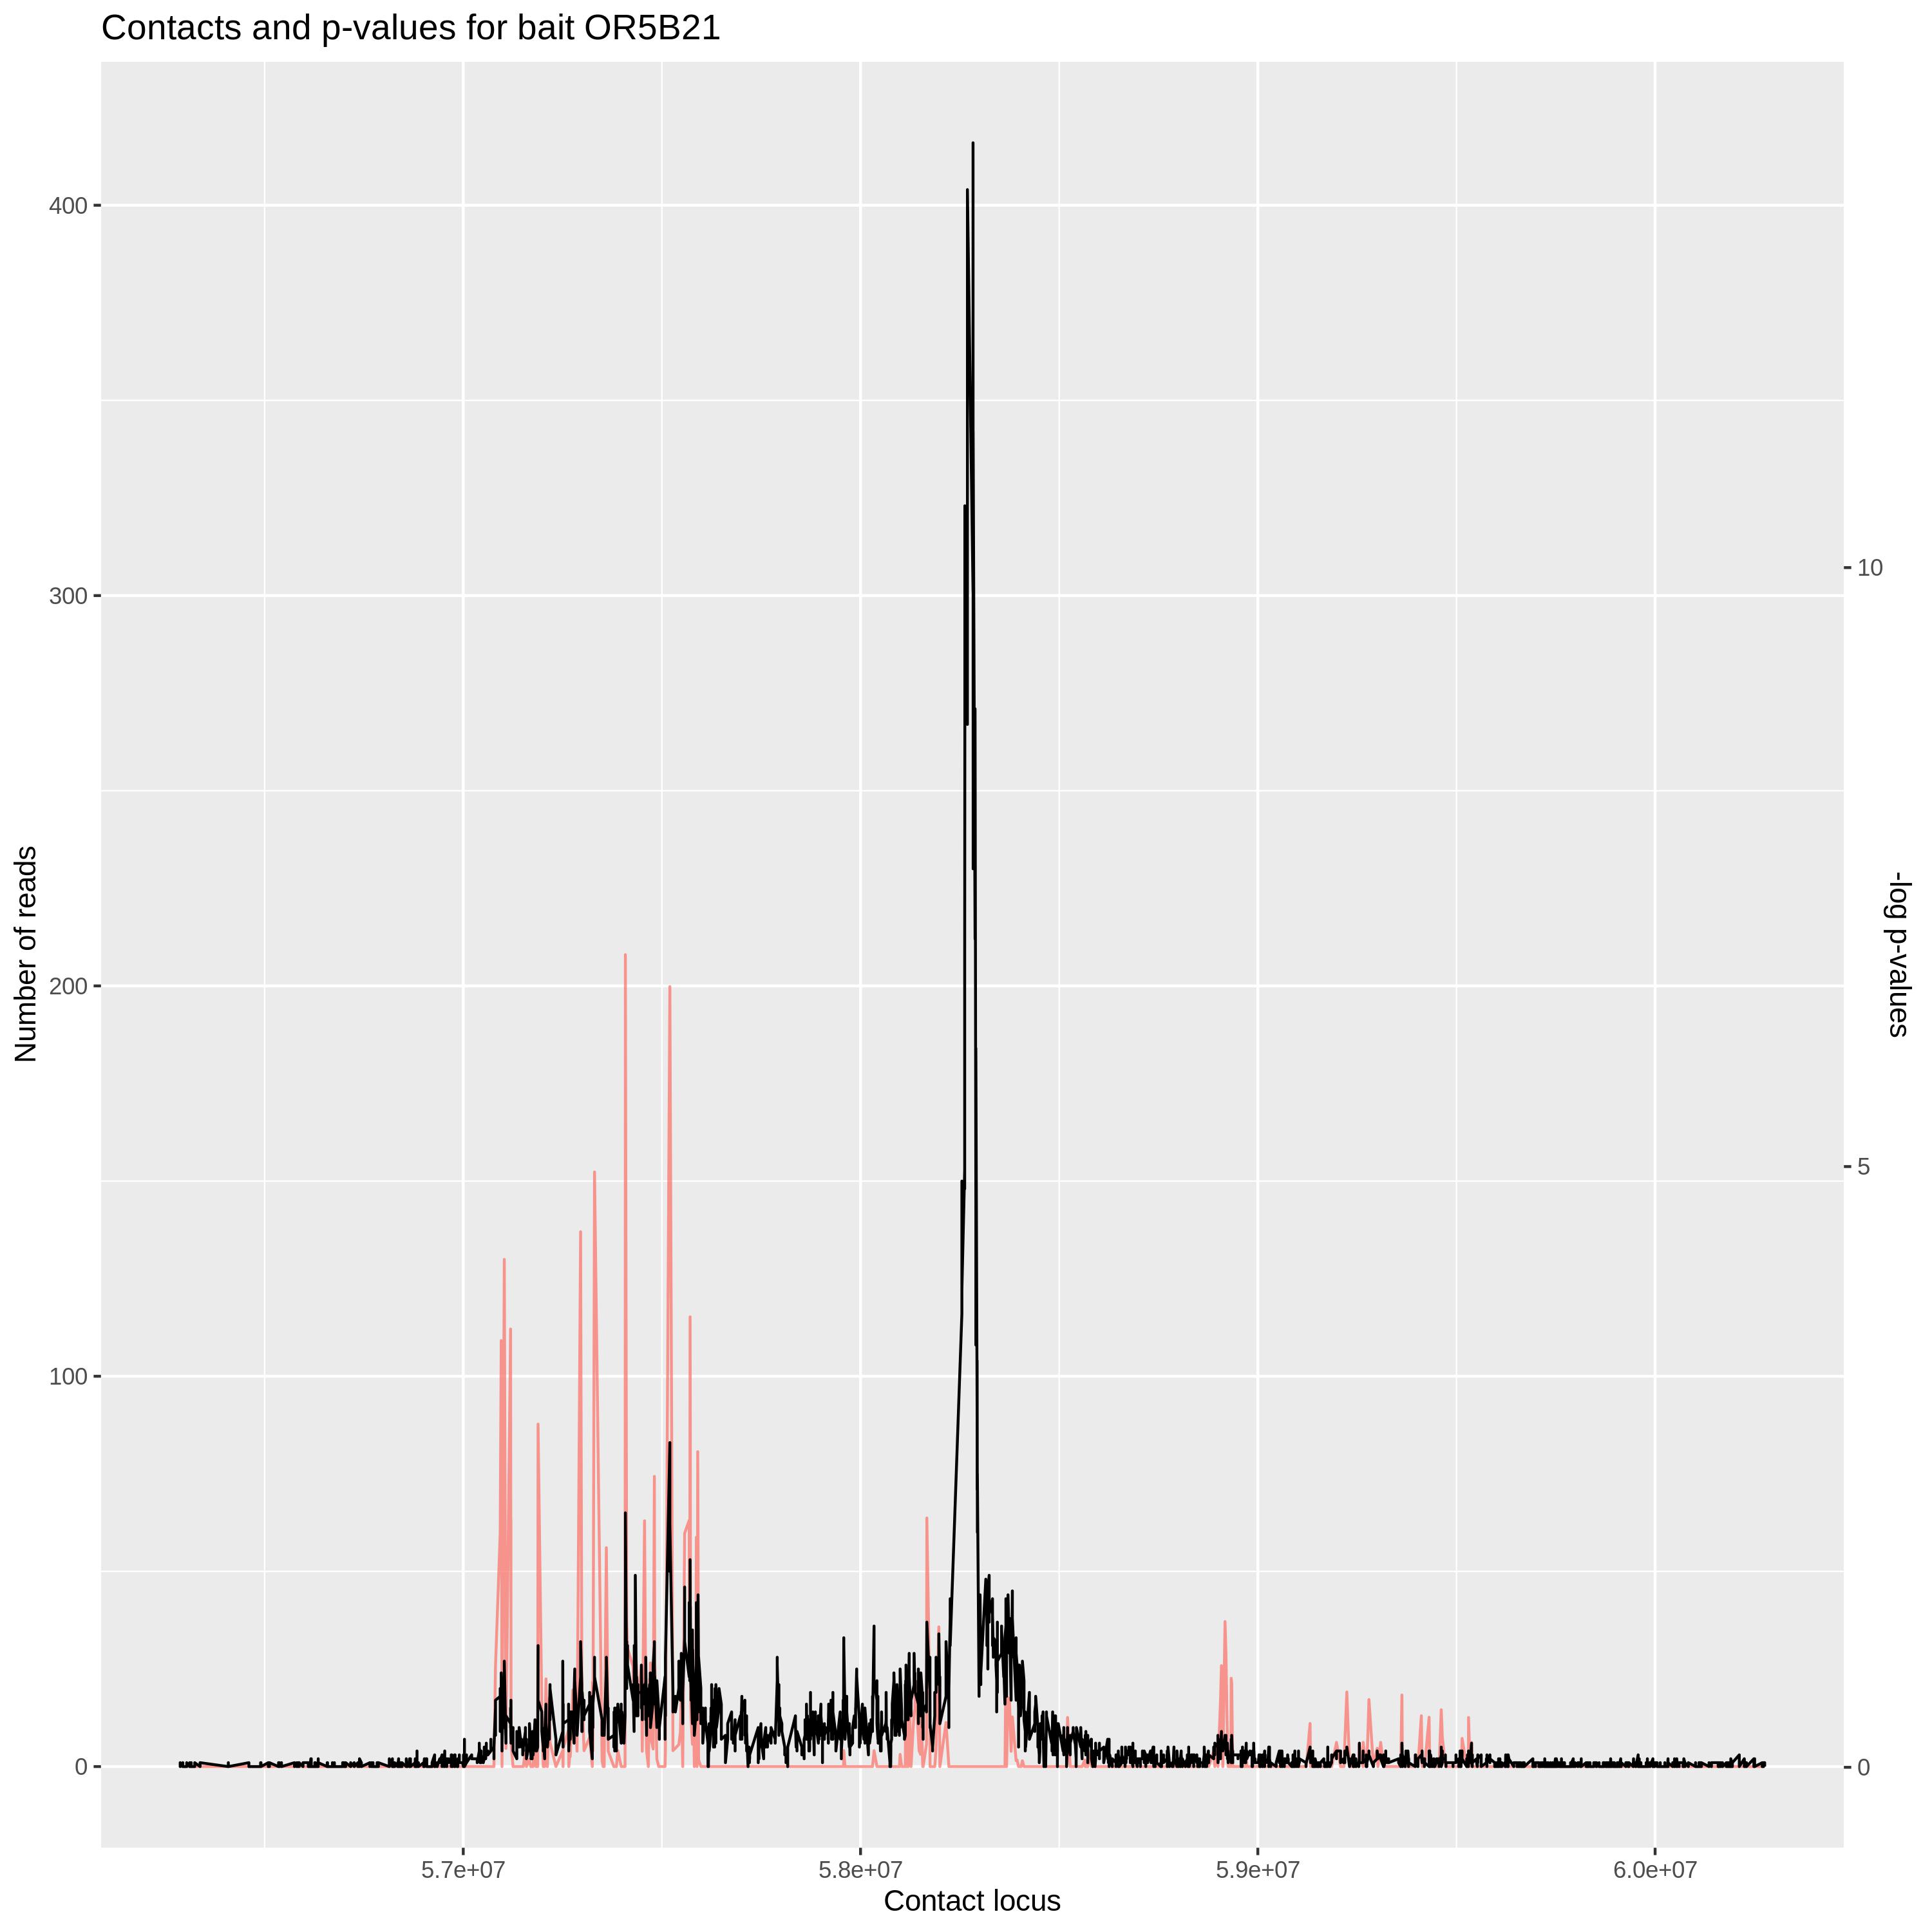 Contacts and p-values for bait OR5B21
400
300
200
100
0
Number of reads
10
5
0
-log p-values
5.7e+07
5.8e+07
5.9e+07
6.0e+07
Contact locus